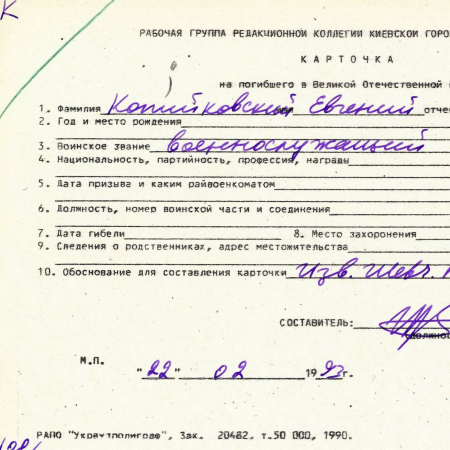 К
РАБОЧАЯ ГРУППА РЕДАКЦИОННОЙ КОЛЛЕГИИ КИЕВСКОЙ ГОРО
КАРТОЧКА
на погибшего в Великой Отечественной
1. Фамилия Котийковский Евгений отче
2. Год и место рождения
3. Воинское звание военнослужащий
4. Национальность, партийность, профессия, награды
5. Дата призыва и каким райвоенкоматом
6. Должность, номер воинской части и соединения
7. Дата гибели 8. Место захоронения
9. Сведения о родственниках, адрес местожительства
10. Обоснование для составления карточки Изв. Шевч.
СОСТАВИТЕЛЬ:
М.П.
"22" 02 1993г.
РАПО "Укрвутполиграф", Зак. 20482. т.50 000, 1990.